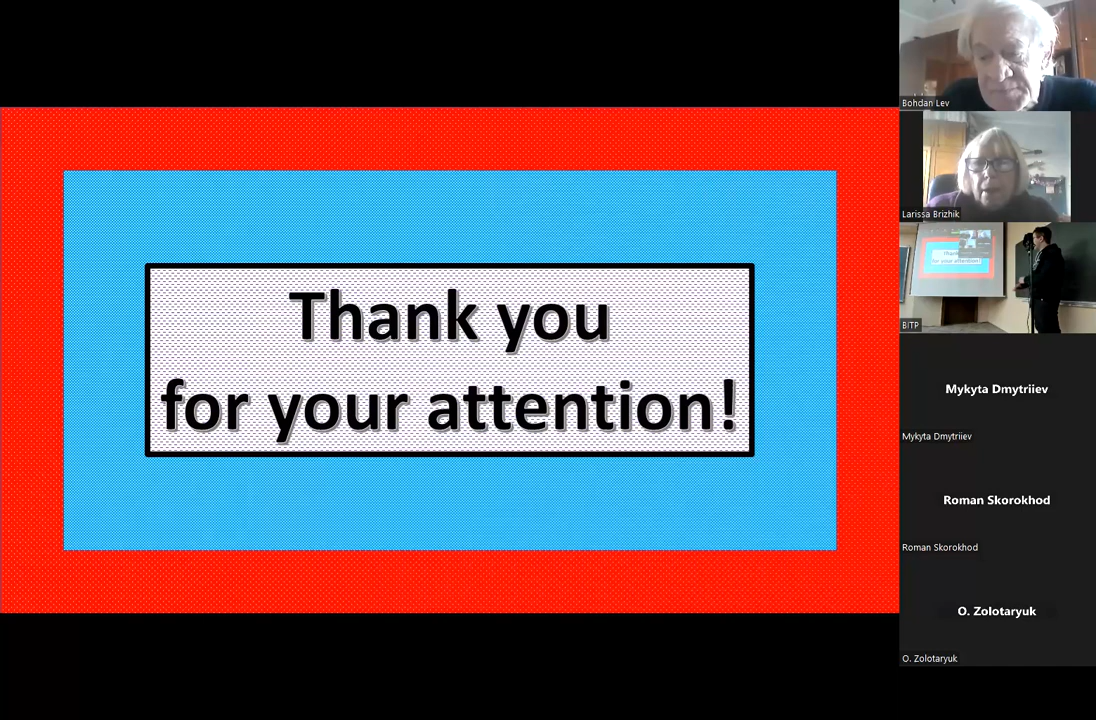 Thank you
for your attention!
Bohdan Lev
Larissa Brizhik
BITP
Mykyta Dmytriiev
Mykyta Dmytriiev
Roman Skorokhod
Roman Skorokhod
O. Zolotaryuk
O. Zolotaryuk